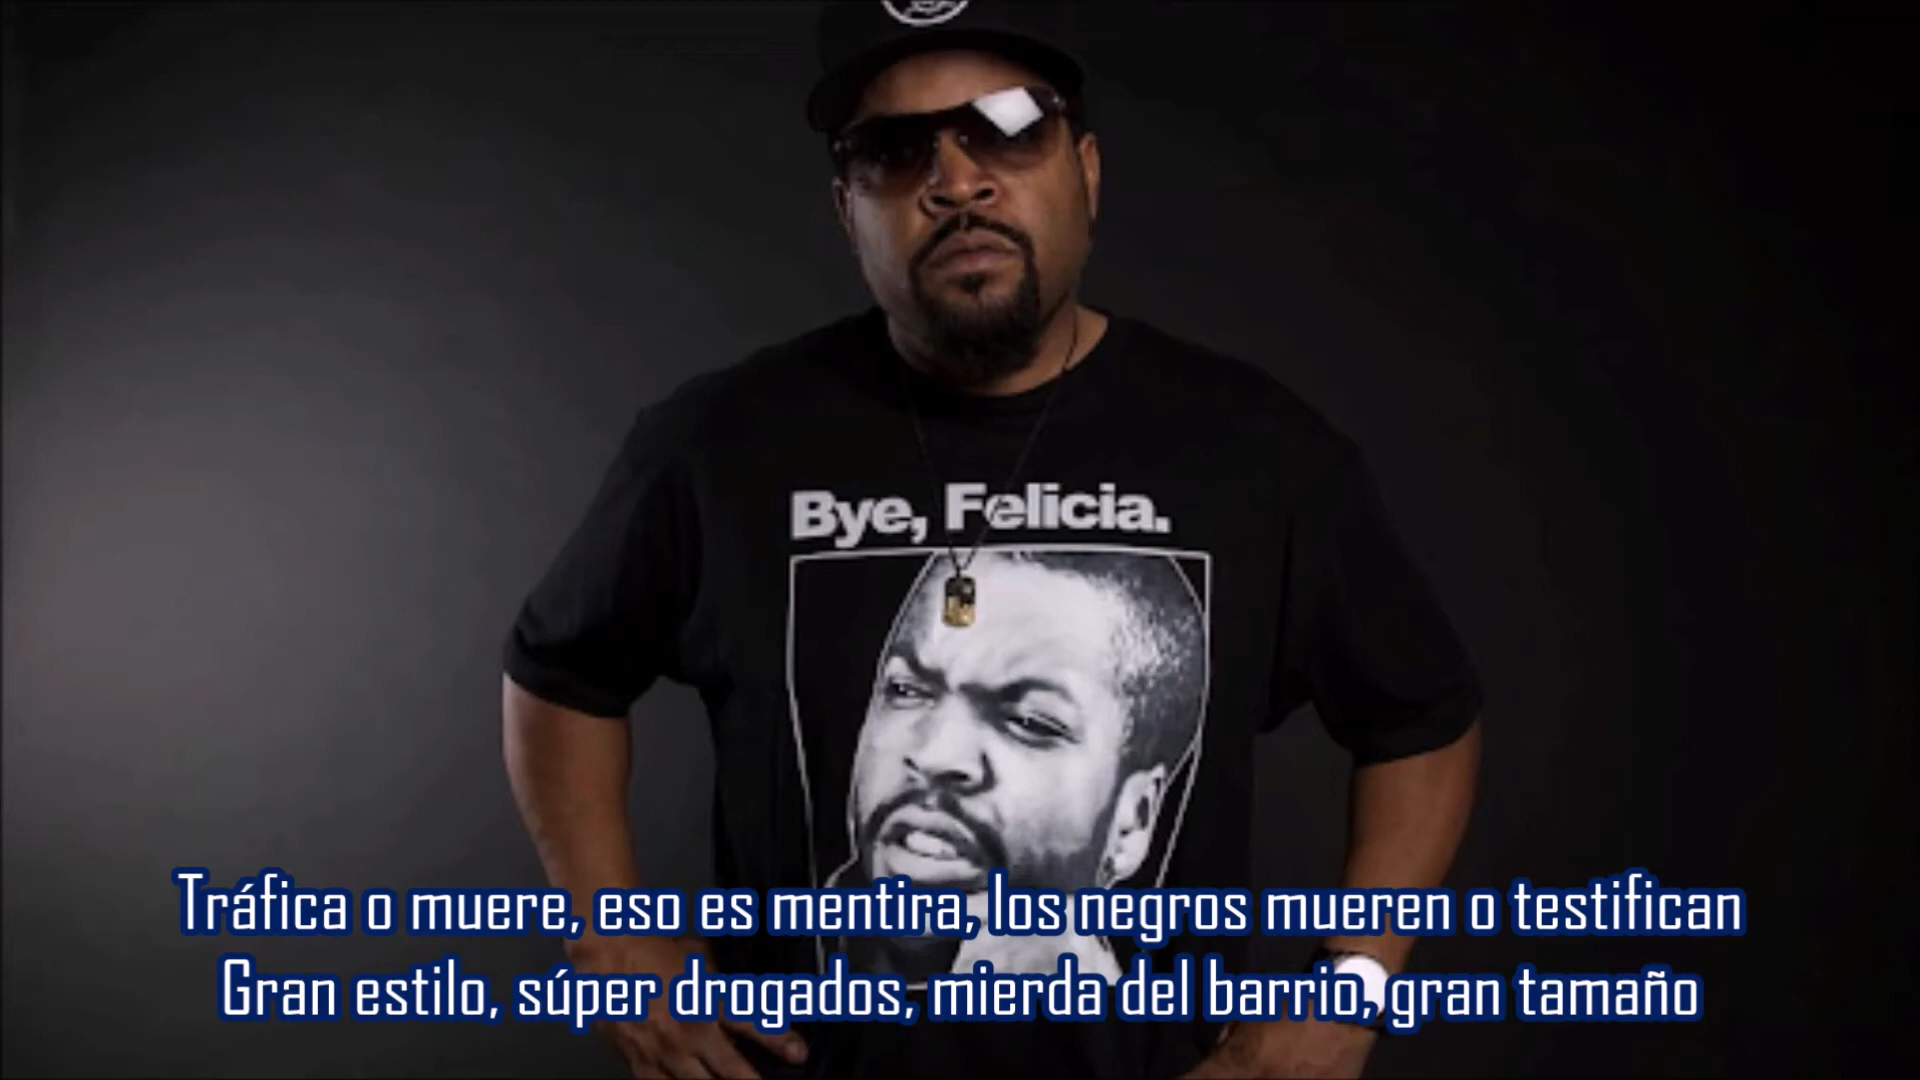 Bye, Felicia.
Tráfica o muere, eso es mentira, los negros mueren o testifican
Gran estilo, súper drogados, mierda del barrio, gran tamaño